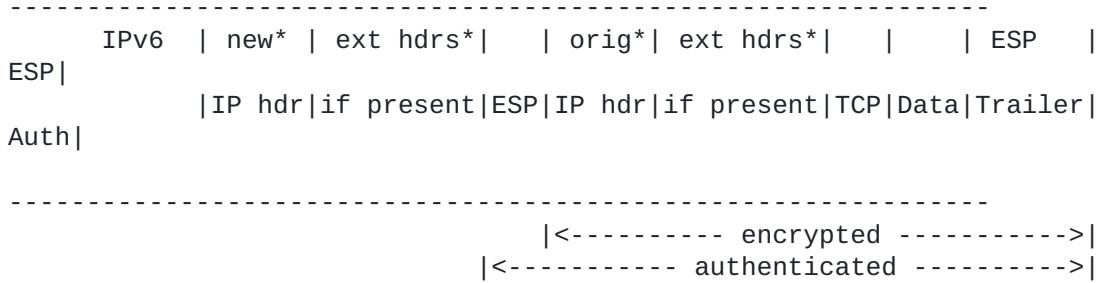 ---------------------------------------------------------------
      IPv6  | new* | ext hdrs*|   | orig*| ext hdrs*|   |    | ESP   |
ESP|
            |IP hdr|if present|ESP|IP hdr|if present|TCP|Data|Trailer|
Auth|

---------------------------------------------------------------
                                  |<---------- encrypted ----------->|
                              |<----------- authenticated ---------->|